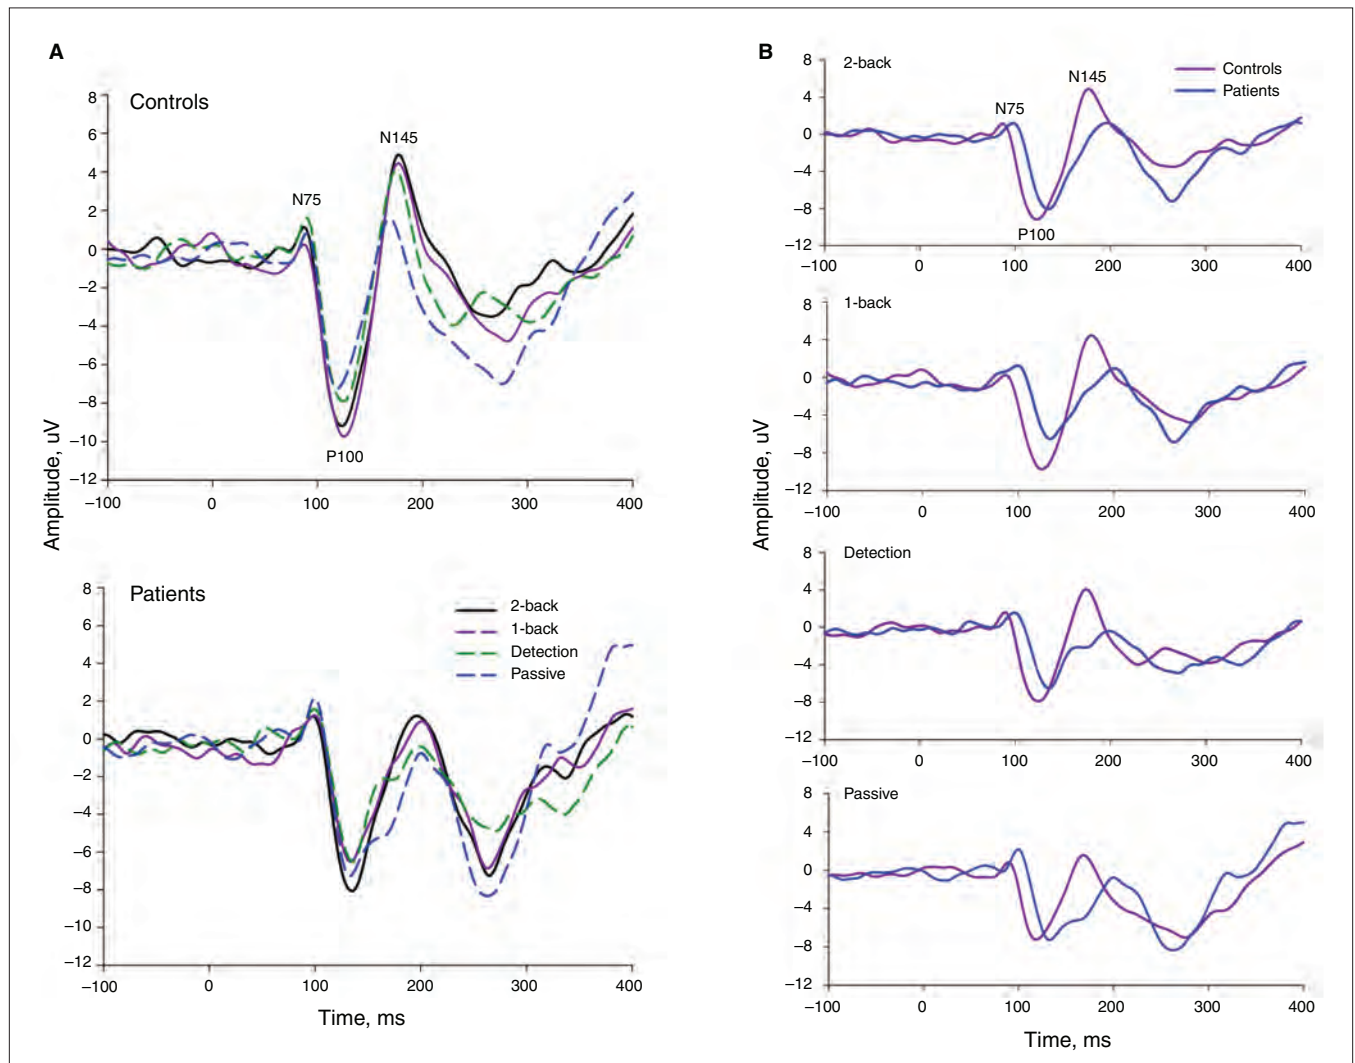 A
Controls
8
6
4
2
0
−2
−4
−6
−8
−10
−12
N75
N145
P100
−100 0 100 200 300 400
Amplitude, uV
Patients
8
6
4
2
0
−2
−4
−6
−8
−10
−12
2-back
1-back
Detection
Passive
−100 0 100 200 300 400
Time, ms
B
2-back
8
4
0
−4
−8
−12
N75
N145
P100
Controls
Patients
−100 0 100 200 300 400
1-back
8
4
0
−4
−8
−12
−100 0 100 200 300 400
Amplitude, uV
Detection
8
4
0
−4
−8
−12
−100 0 100 200 300 400
Passive
8
4
0
−4
−8
−12
−100 0 100 200 300 400
Time, ms